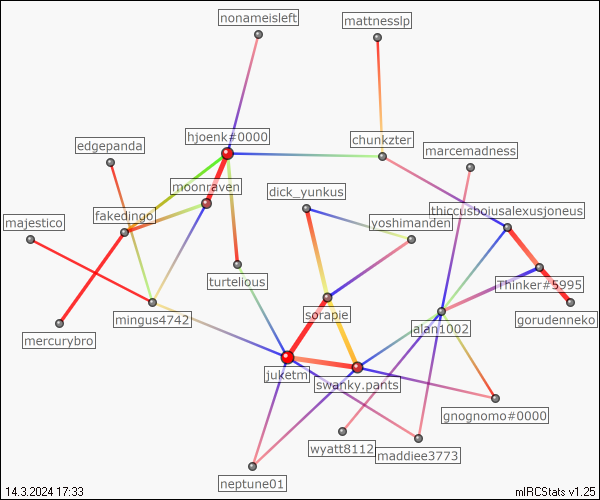 nonameisleft
mattnesslp
hjoenk#0000
chunkzter
edgepanda
marcemadness
moonraven
dick_yunkus
majestico
fakedingo
yoshimanden
thiccusboiusalexusjoneus
turtelious
Thinker#5995
mingus4742
sorapie
gorudenneko
mercurybro
alan1002
juketm
swanky.pants
gnognomo#0000
wyatt8112
maddiee3773
neptune01
14.3.2024 17:33
mIRCStats v1.25